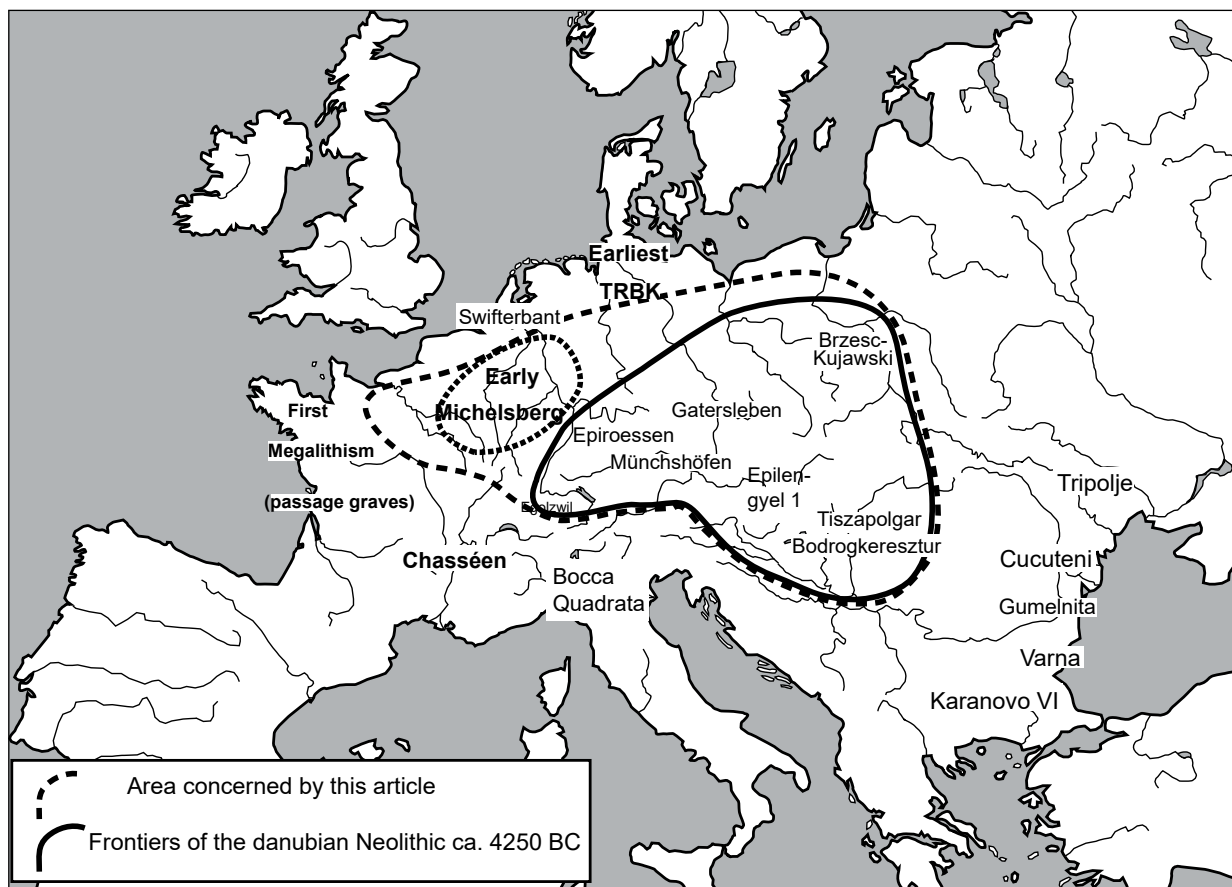 Earliest
TRBK
Swifterbant
Brzesc-
Kujawski
Early
Michelsberg
First
Megalithism
(passage graves)
Gatersleben
Epiroessen
Münchshöfen
Epilen-
gyel 1
Egolzwil
Tiszapolgar
Bodrogkeresztur
Tripolje
Cucuteni
Gumelnita
Varna
Karanovo VI
Chasséen
Bocca
Quadrata
Area concerned by this article
Frontiers of the danubian Neolithic ca. 4250 BC